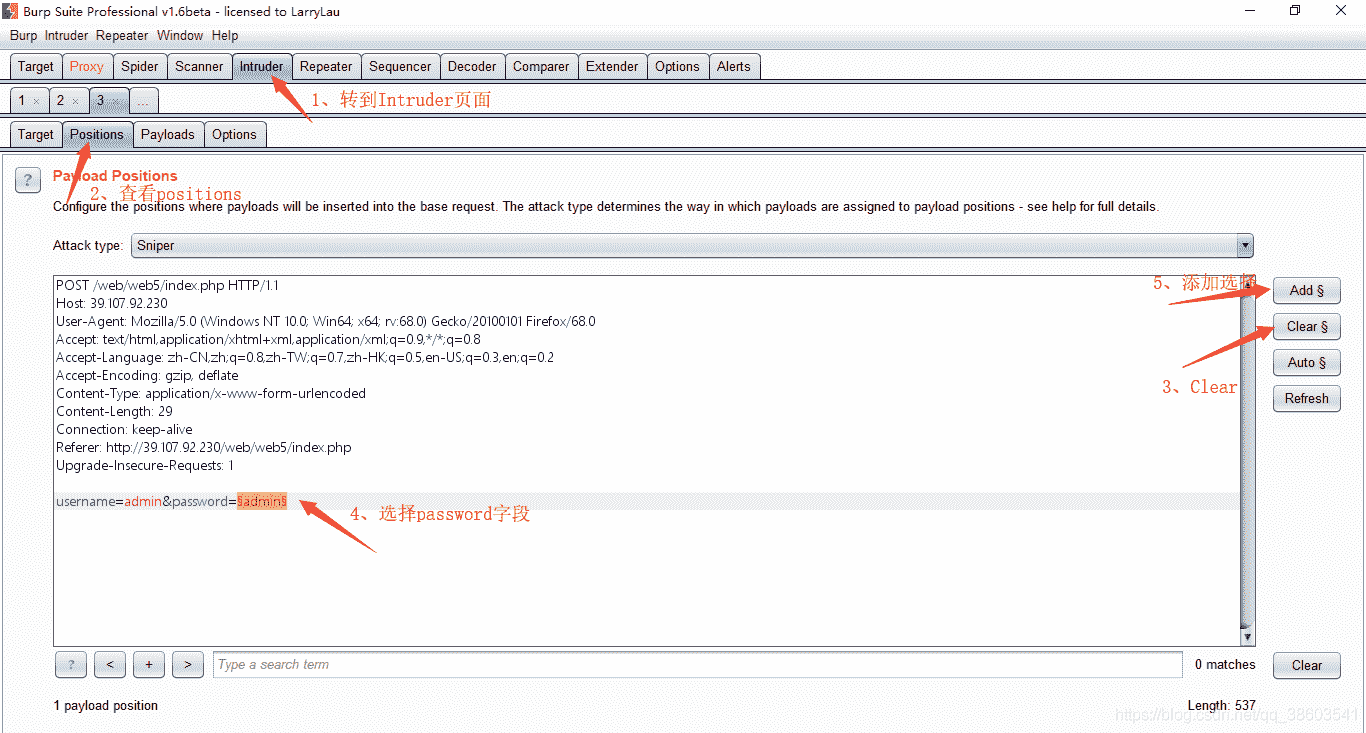 Burp Suite Professional v1.6beta - licensed to LarryLau
Burp Intruder Repeater Window Help
Target Proxy Spider Scanner Intruder Repeater Sequencer Decoder Comparer Extender Options Alerts
1 × 2 × 3 × ...
1、转到Intruder页面
Target Positions Payloads Options
? Payload Positions
2、查看positions
Configure the positions where payloads will be inserted into the base request. The attack type determines the way in which payloads are assigned to payload positions - see help for full details.
Attack type: Sniper
POST /web/web5/index.php HTTP/1.1
Host: 39.107.92.230
User-Agent: Mozilla/5.0 (Windows NT 10.0; Win64; x64; rv:68.0) Gecko/20100101 Firefox/68.0
Accept: text/html,application/xhtml+xml,application/xml;q=0.9,*/*;q=0.8
Accept-Language: zh-CN,zh;q=0.8,zh-TW;q=0.7,zh-HK;q=0.5,en-US;q=0.3,en;q=0.2
Accept-Encoding: gzip, deflate
Content-Type: application/x-www-form-urlencoded
Content-Length: 29
Connection: keep-alive
Referer: http://39.107.92.230/web/web5/index.php
Upgrade-Insecure-Requests: 1
username=admin&password=§admin§
4、选择password字段
5、添加选择
Add §
Clear §
3、Clear
Auto §
Refresh
? < + > Type a search term 0 matches Clear
1 payload position Length: 537
https://blog.csdn.net/qq_38603541